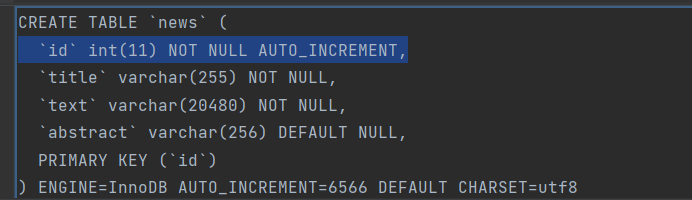 CREATE TABLE `news` (
  `id` int(11) NOT NULL AUTO_INCREMENT,
  `title` varchar(255) NOT NULL,
  `text` varchar(20480) NOT NULL,
  `abstract` varchar(256) DEFAULT NULL,
  PRIMARY KEY (`id`)
) ENGINE=InnoDB AUTO_INCREMENT=6566 DEFAULT CHARSET=utf8